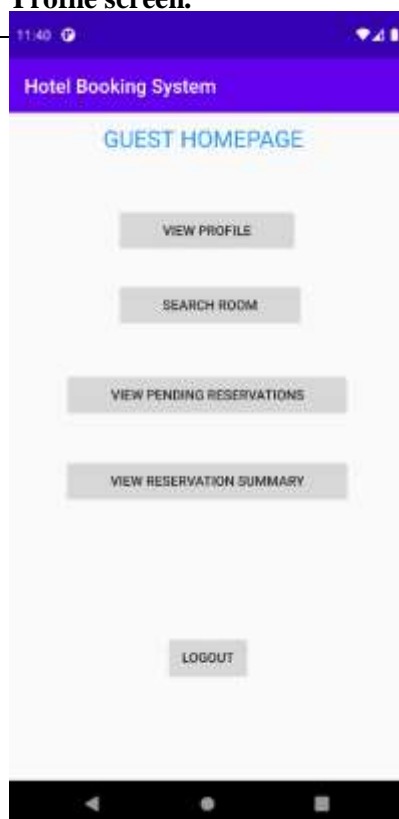 Profile screen.
11:40
Hotel Booking System
GUEST HOMEPAGE
VIEW PROFILE
SEARCH ROOM
VIEW PENDING RESERVATIONS
VIEW RESERVATION SUMMARY
LOGOUT